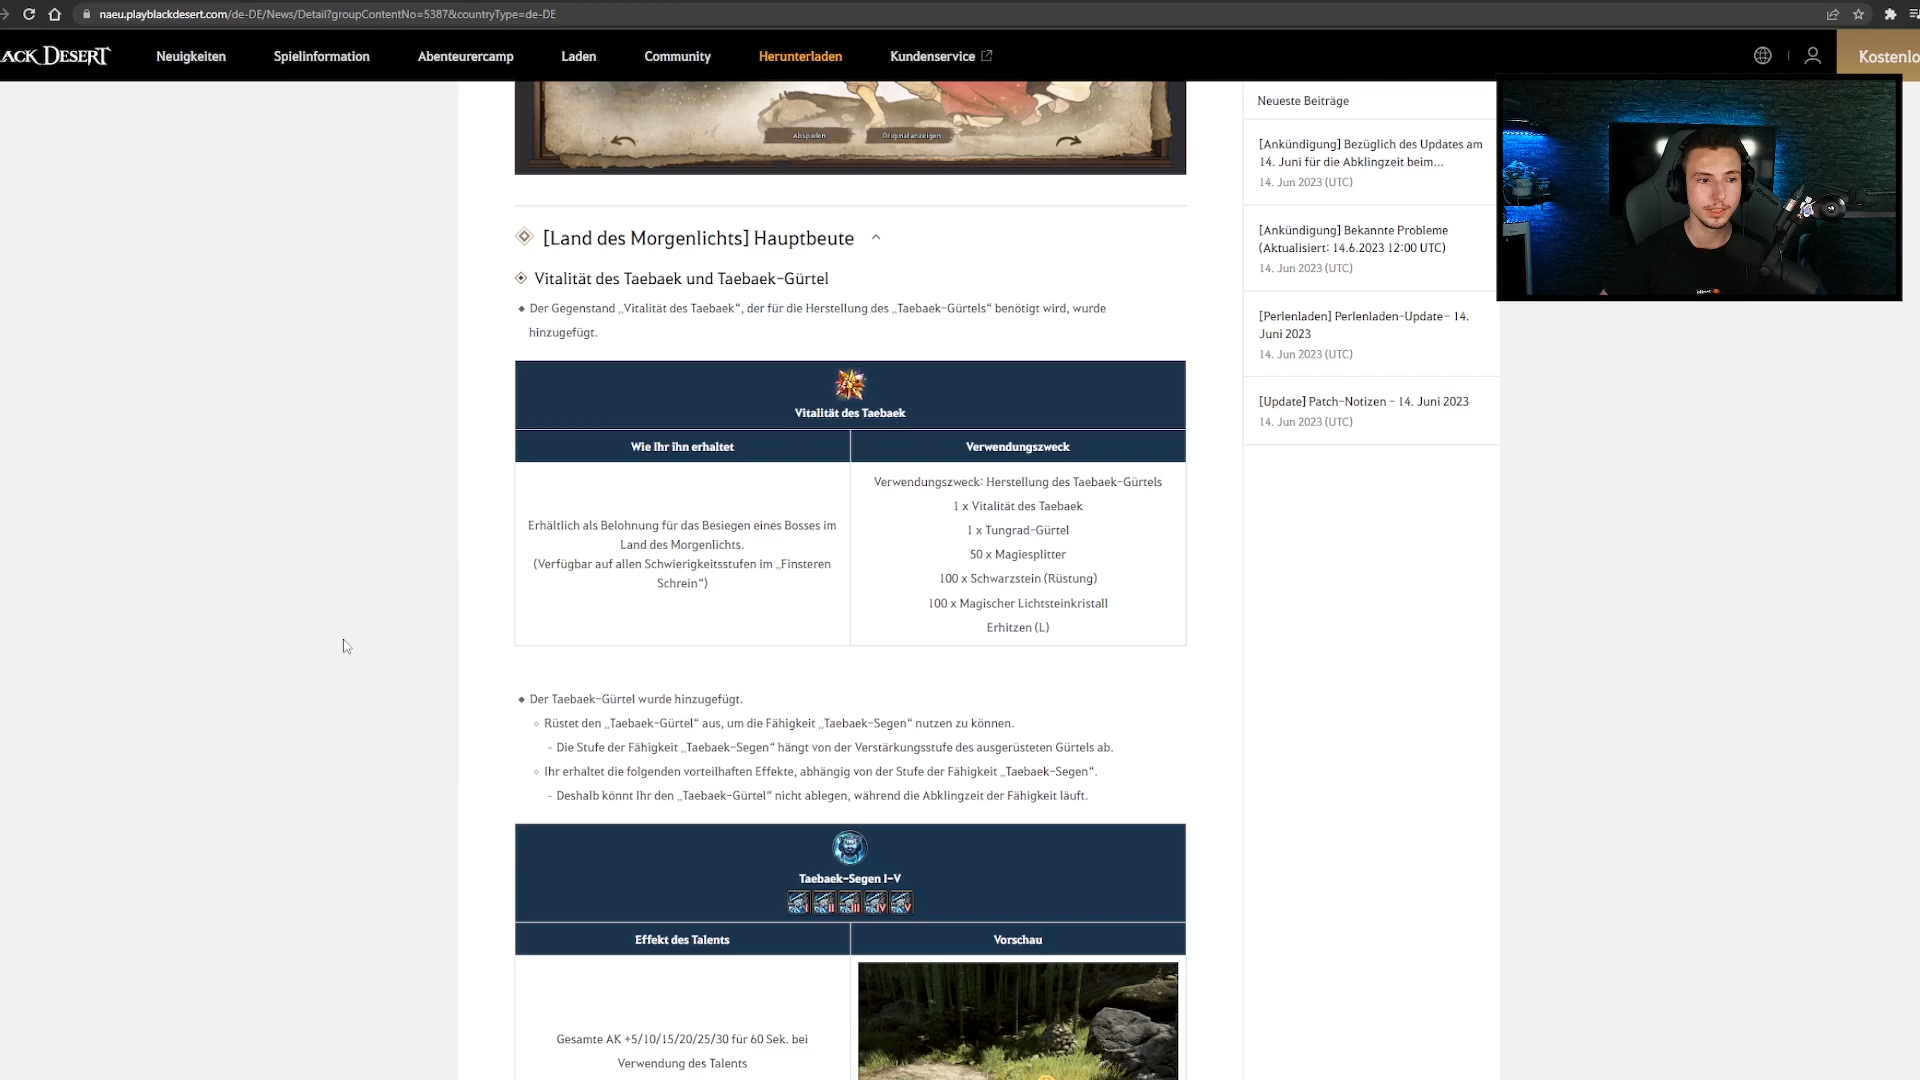 naeu.playblackdesert.com/de-DE/News/Detail?groupContentNo=5387&countryType=de-DE
ACK DESERT
Neuigkeiten
Spielinformation
Abenteurercamp
Laden
Community
Herunterladen
Kundenservice
Kostenlo
Abspielen
Original anzeigen
[Land des Morgenlichts] Hauptbeute
Vitalität des Taebaek und Taebaek-Gürtel
Der Gegenstand „Vitalität des Taebaek“, der für die Herstellung des „Taebaek-Gürtels“ benötigt wird, wurde
hinzugefügt.
Vitalität des Taebaek
Wie Ihr ihn erhaltet
Verwendungszweck
Erhältlich als Belohnung für das Besiegen eines Bosses im
Land des Morgenlichts.
(Verfügbar auf allen Schwierigkeitsstufen im „Finsteren
Schrein“)
Verwendungszweck: Herstellung des Taebaek-Gürtels
1 x Vitalität des Taebaek
1 x Tungrad-Gürtel
50 x Magiesplitter
100 x Schwarzstein (Rüstung)
100 x Magischer Lichtsteinkristall
Erhitzen (L)
Der Taebaek-Gürtel wurde hinzugefügt.
Rüstet den „Taebaek-Gürtel“ aus, um die Fähigkeit „Taebaek-Segen“ nutzen zu können.
- Die Stufe der Fähigkeit „Taebaek-Segen“ hängt von der Verstärkungsstufe des ausgerüsteten Gürtels ab.
Ihr erhaltet die folgenden vorteilhaften Effekte, abhängig von der Stufe der Fähigkeit „Taebaek-Segen“.
- Deshalb könnt Ihr den „Taebaek-Gürtel“ nicht ablegen, während die Abklingzeit der Fähigkeit läuft.
Taebaek-Segen I-V
I II III IV V
Effekt des Talents
Vorschau
Gesamte AK +5/10/15/20/25/30 für 60 Sek. bei
Verwendung des Talents
Neueste Beiträge
[Ankündigung] Bezüglich des Updates am
14. Juni für die Abklingzeit beim...
14. Jun 2023 (UTC)
[Ankündigung] Bekannte Probleme
(Aktualisiert: 14.6.2023 12:00 UTC)
14. Jun 2023 (UTC)
[Perlenladen] Perlenladen-Update- 14.
Juni 2023
14. Jun 2023 (UTC)
[Update] Patch-Notizen - 14. Juni 2023
14. Jun 2023 (UTC)